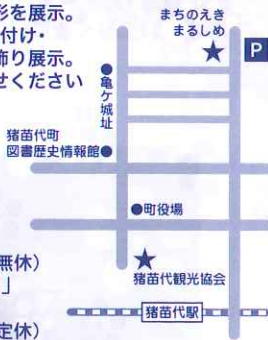 形を展示。
付け・
飾り展示。
せください
まちのえき
まるしめ
P
亀ケ城址
猪苗代町
図書歴史情報館
町役場
無休）
」
猪苗代観光協会
猪苗代駅
定休）